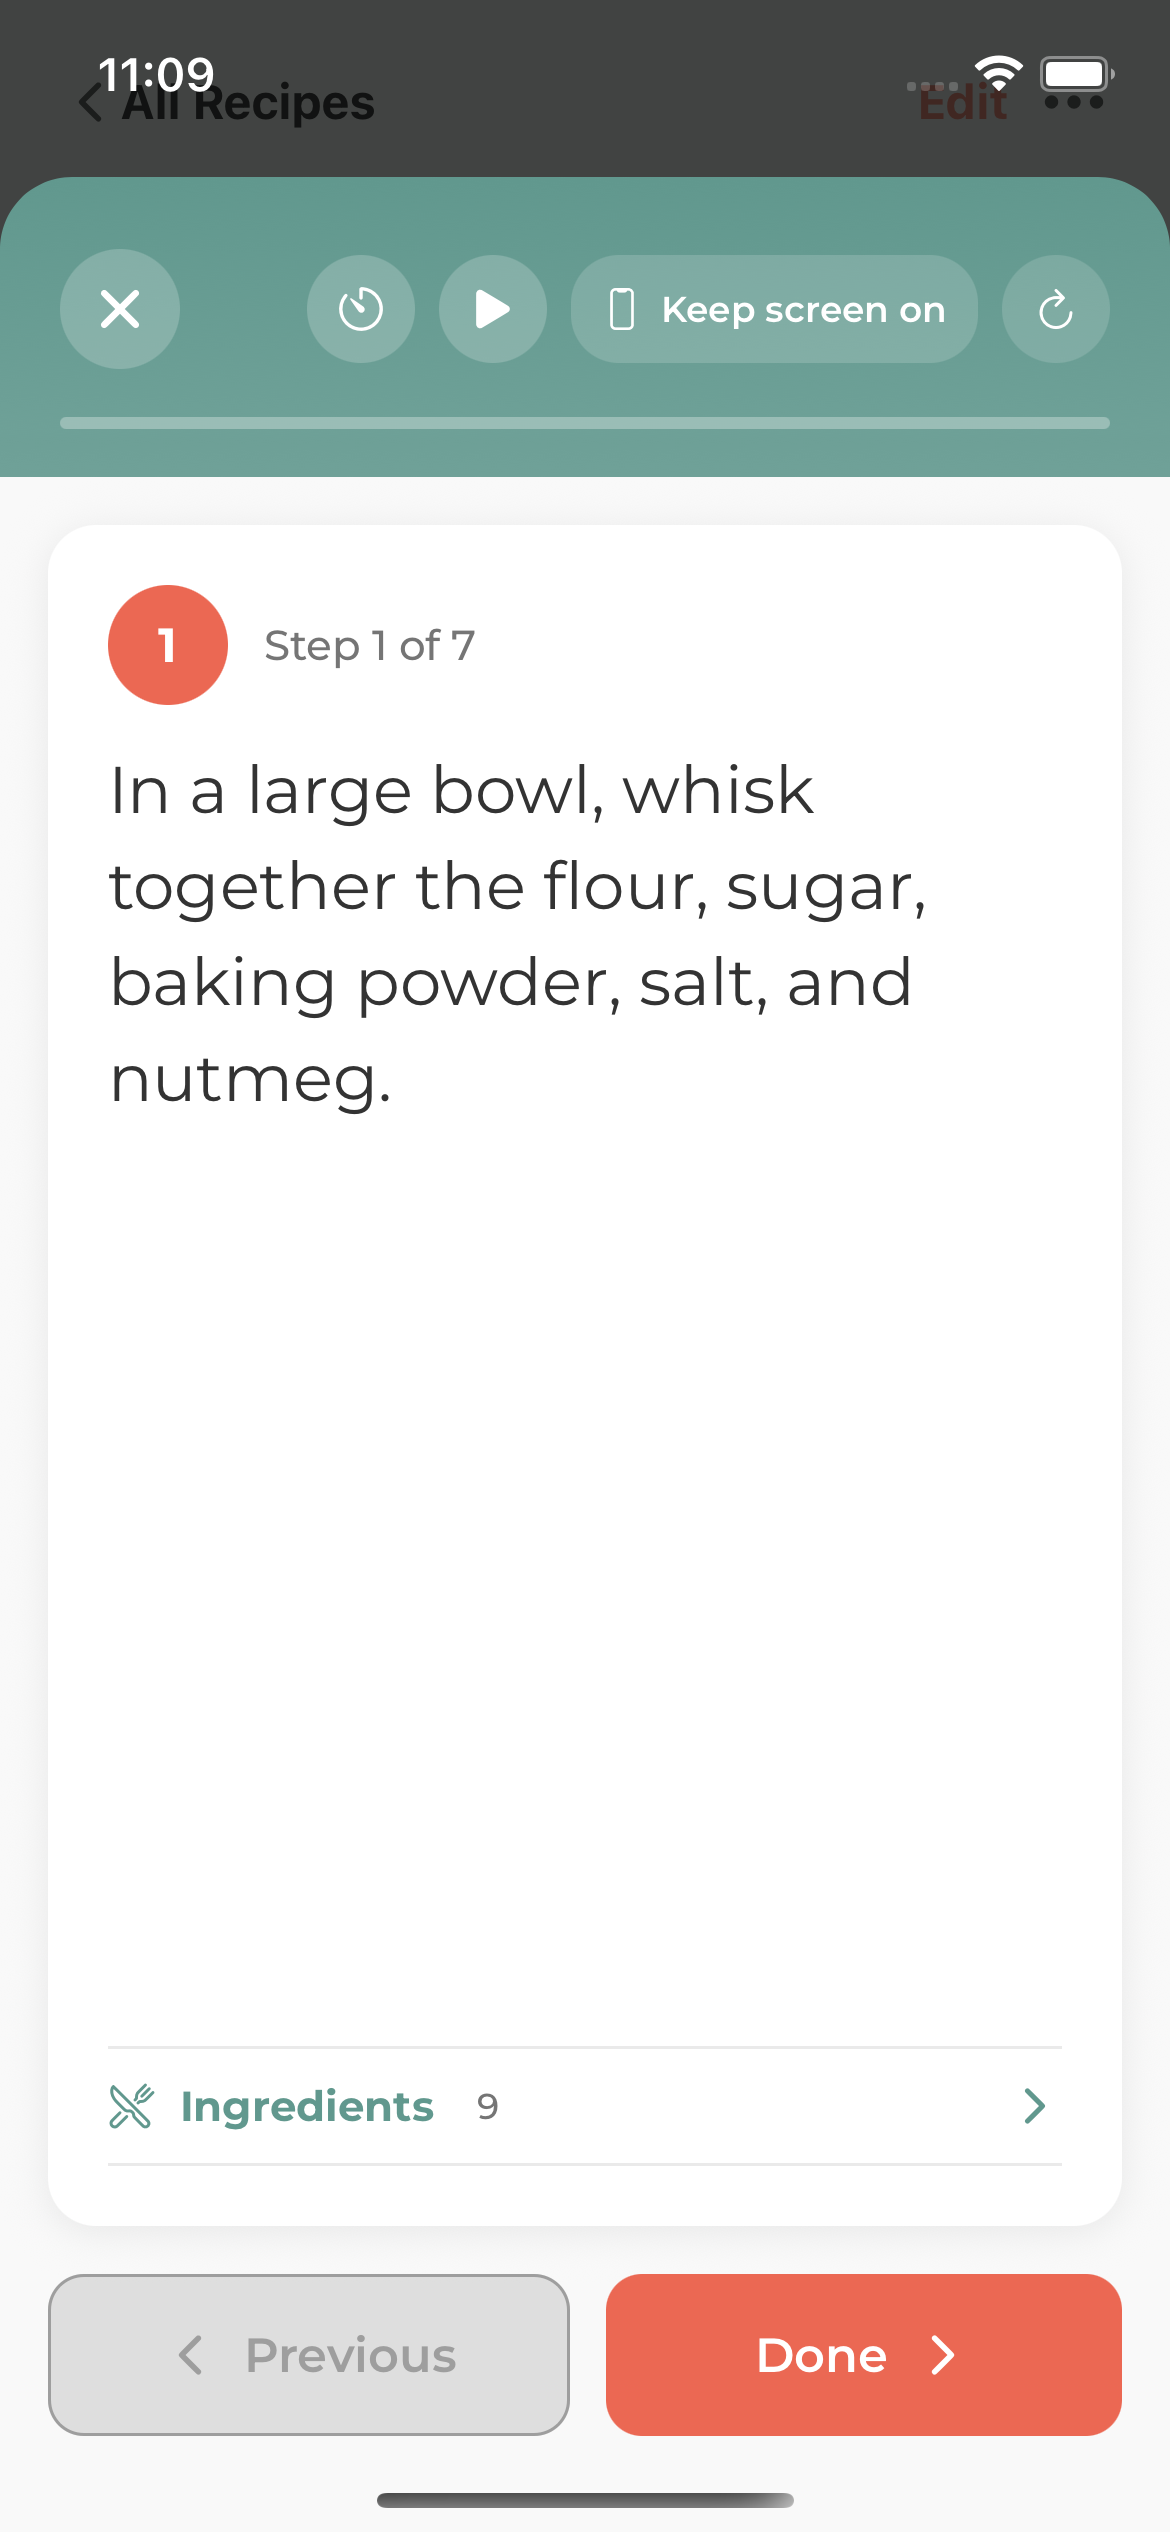 11:09
All Recipes
Edit
Keep screen on
1
Step 1 of 7
In a large bowl, whisk
together the flour, sugar,
baking powder, salt, and
nutmeg.
Ingredients 9
Previous
Done